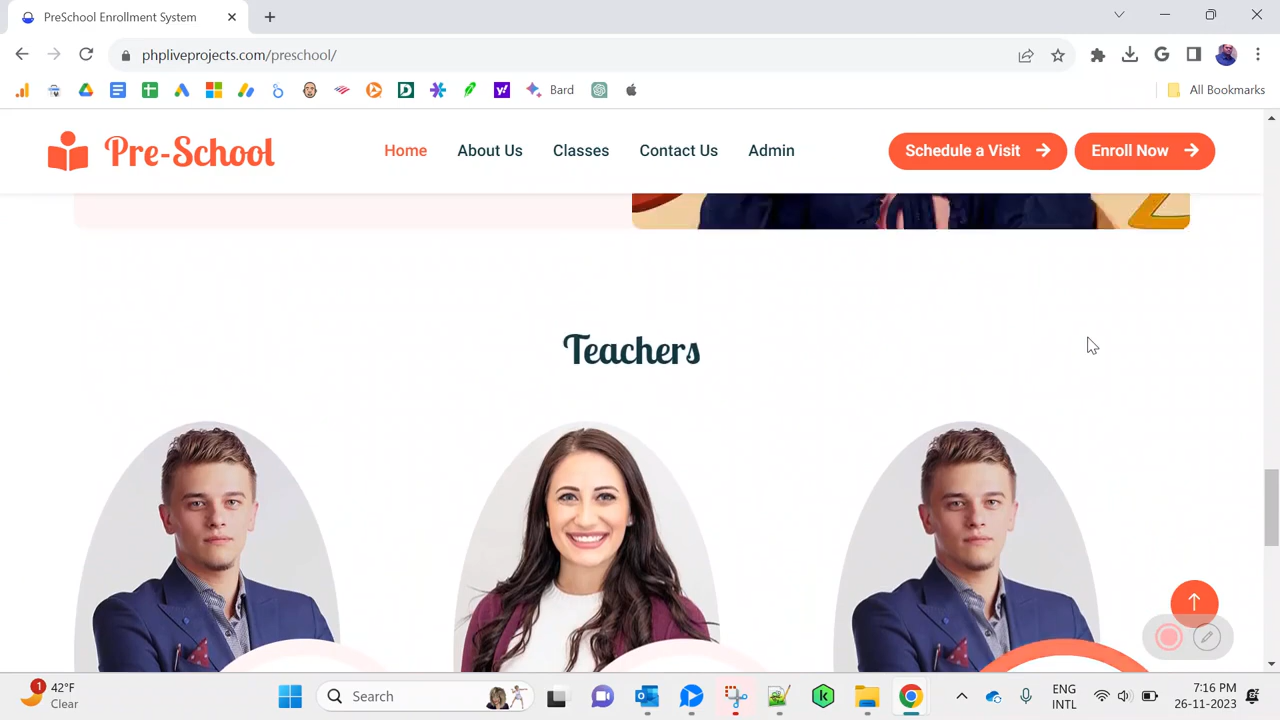 PreSchool Enrollment System
phpliveprojects.com/preschool/
Bard
All Bookmarks
Pre-School
Home
About Us
Classes
Contact Us
Admin
Schedule a Visit
Enroll Now
Teachers
1
42°F
Clear
Search
ENG
INTL
7:16 PM
26-11-2023